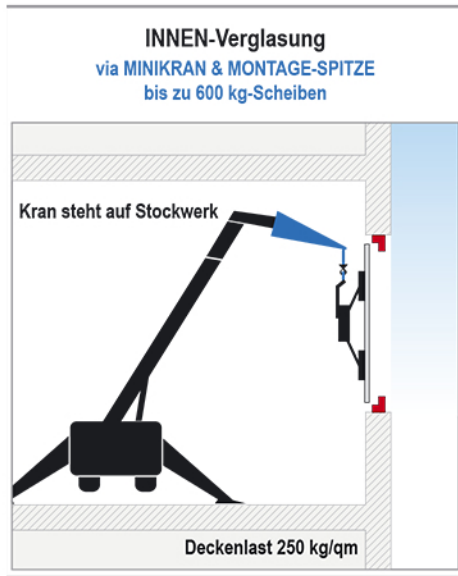 INNEN-Verglasung
via MINIKRAN & MONTAGE-SPITZE
bis zu 600 kg-Scheiben
Kran steht auf Stockwerk
Deckenlast 250 kg/qm